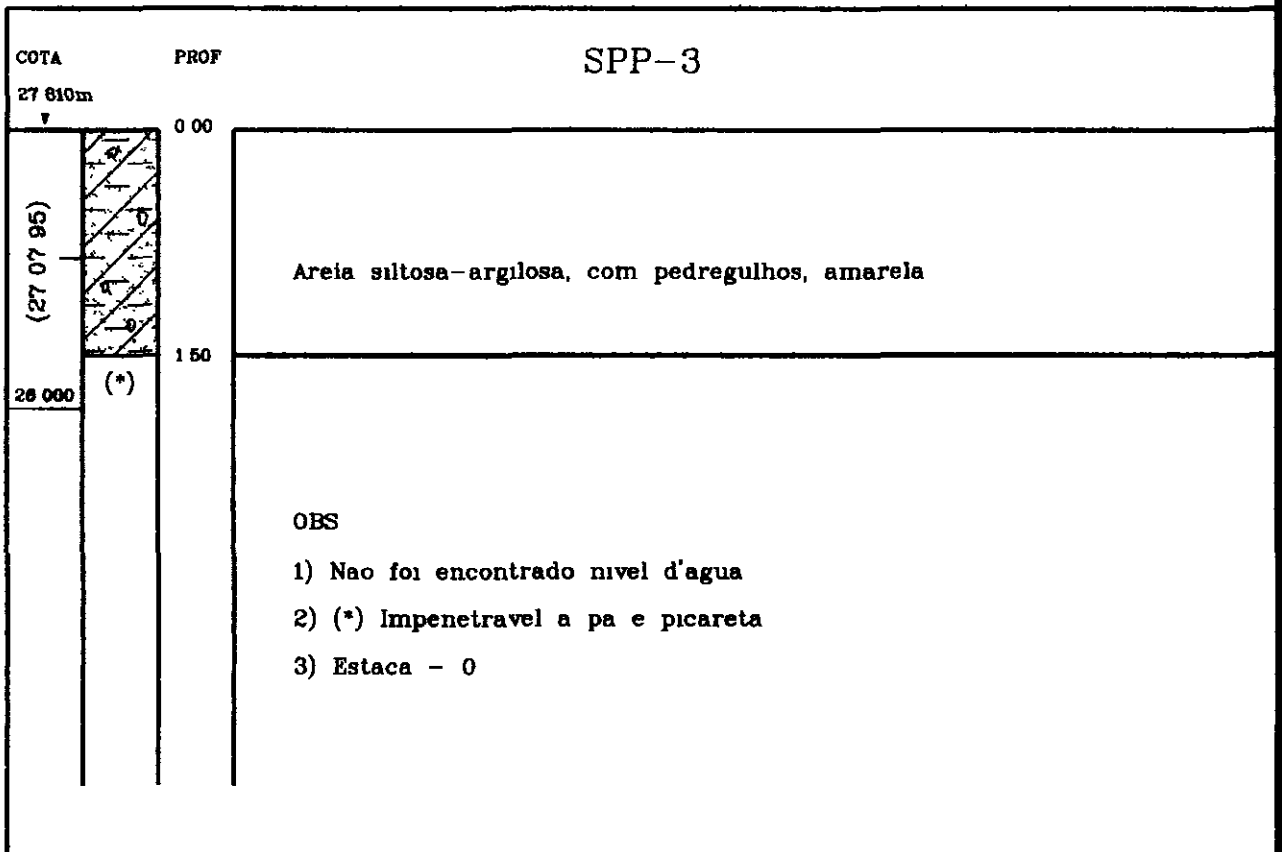 COTA PROF SPP-3
27 810m
0 00
(27 07 95)
Areia siltosa-argilosa, com pedregulhos, amarela
1 50
(*)
26 000
OBS
1) Nao foi encontrado nivel d'agua
2) (*) Impenetravel a pa e picareta
3) Estaca - 0